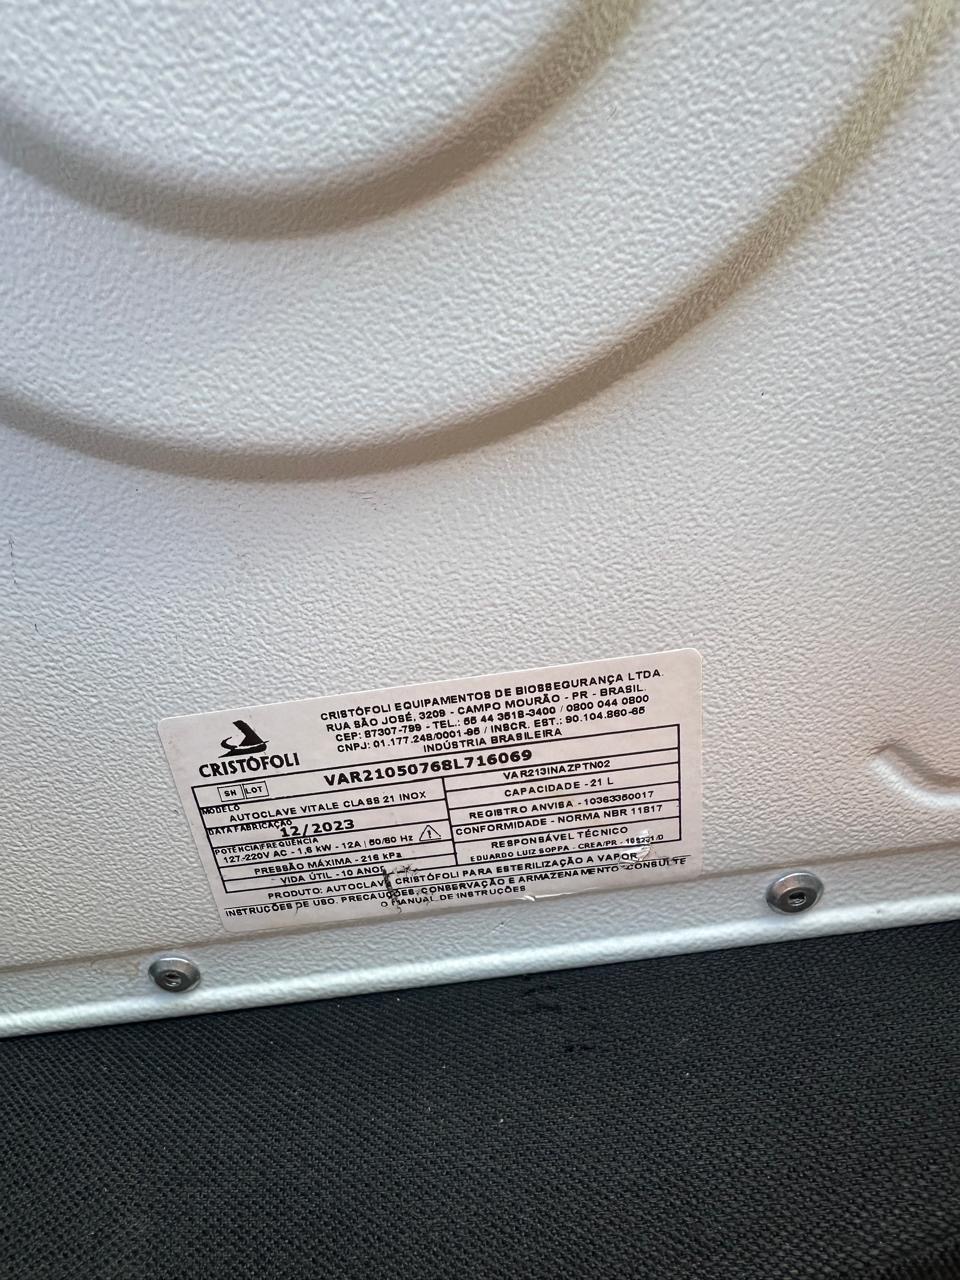 CRISTÓFOLI EQUIPAMENTOS DE BIOSSEGURANÇA LTDA.
RUA SÃO JOSÉ, 3209 - CAMPO MOURÃO - PR - BRASIL.
CEP: 87307-799 - TEL.: 55 44 3518-3400 / 0800 044 0800
CNPJ: 01.177.248/0001-95 / INSCR. EST.: 90.104.860-65
INDÚSTRIA BRASILEIRA
CRISTÓFOLI
SN LOT
VAR21050768L716069
MODELO
AUTOCLAVE VITALE CLASS 21 INOX
VAR213INAZPTN02
DATA FABRICAÇÃO
12/2023
CAPACIDADE - 21 L
POTÊNCIA/FREQUÊNCIA
127-220V AC - 1,6 kW - 12A | 50/60 Hz
REGISTRO ANVISA - 10363350017
PRESSÃO MÁXIMA - 216 kPa
CONFORMIDADE - NORMA NBR 11817
VIDA ÚTIL - 10 ANOS
RESPONSÁVEL TÉCNICO
EDUARDO LUIZ SOPPA - CREA/PR -
PRODUTO: AUTOCLAVE CRISTÓFOLI PARA ESTERILIZAÇÃO A VAPOR
INSTRUÇÕES DE USO, PRECAUÇÕES, CONSERVAÇÃO E ARMAZENAMENTO CONSULTE
O MANUAL DE INSTRUÇÕES